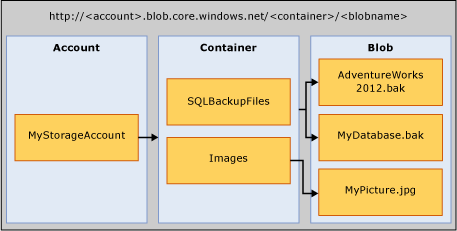 http://<account>.blob.core.windows.net/<container>/<blobname>
Account
Container
Blob
MyStorageAccount
SQLBackupFiles
Images
AdventureWorks
2012.bak
MyDatabase.bak
MyPicture.jpg